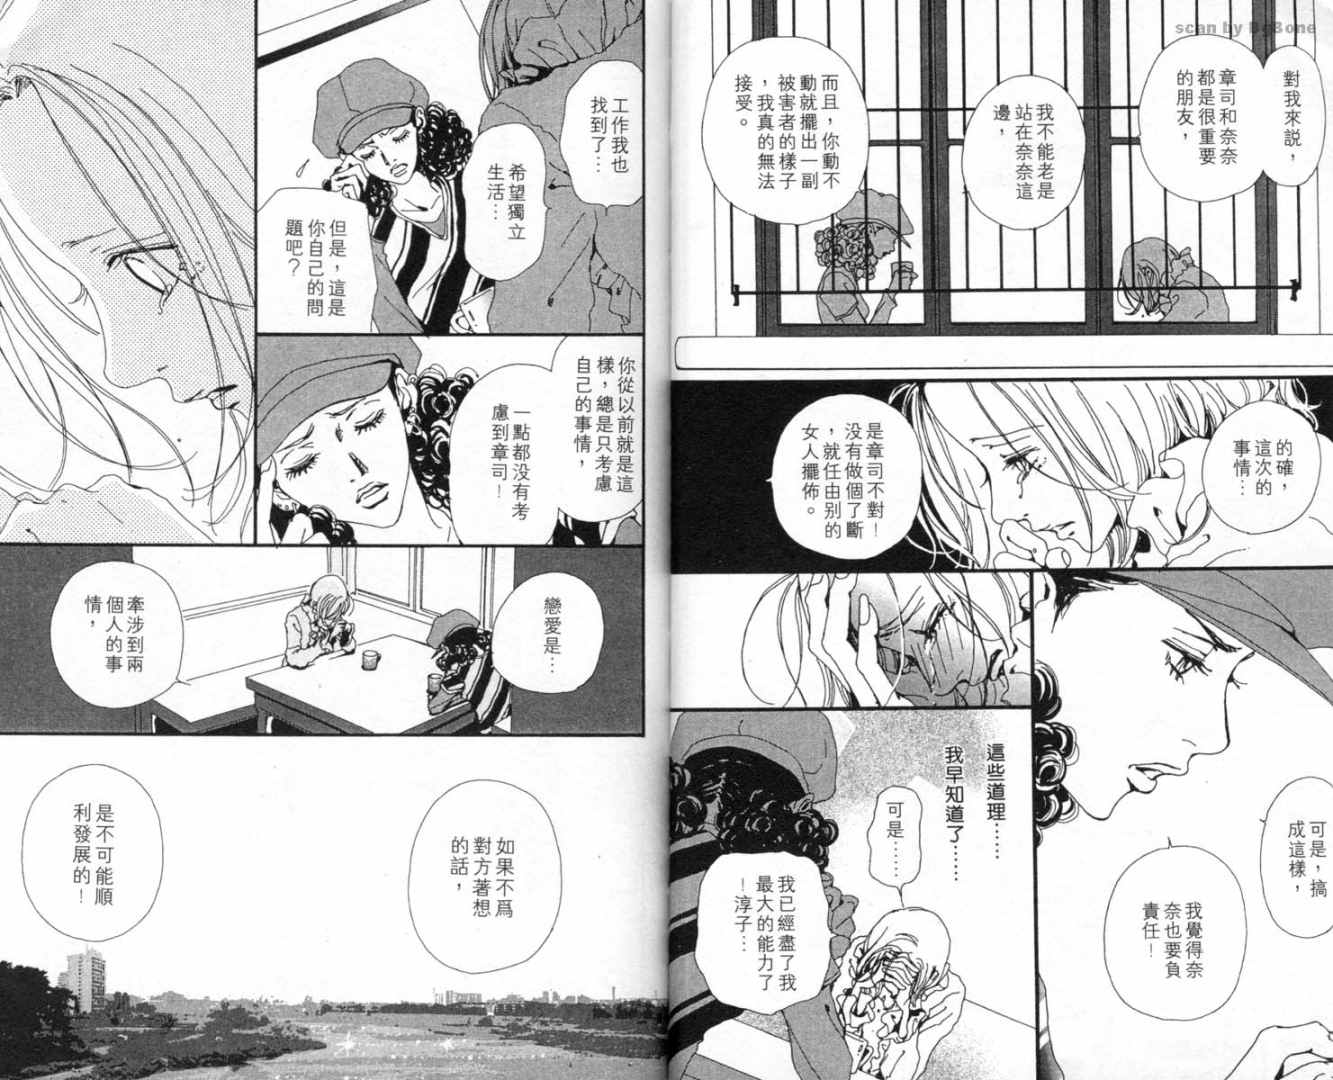 scan by BgBone
對我來説，
章司和奈奈
都是很重要
的朋友，
我不能老是
站在奈奈這
邊，
而且，你動不
動就擺出一副
被害者的樣子
，我真的無法
接受。
的確，
這次的
事情…
是章司不對！
没有做個了斷
，就任由别的
女人擺佈。
可是，搞
成這樣，
我覺得奈
奈也要負
責任！
這些道理……
我早知道了……
可是……
我已經盡了我
最大的能力了
！淳子…
工作我也
找到了…
希望獨立
生活…
但是，這是
你自己的問
題吧？
你從以前就是這
樣，總是只考慮
自己的事情，
一點都没有考
慮到章司！
戀愛是…
牽涉到兩
個人的事
情，
如果不爲
對方著想
的話，
是不可能順
利發展的！